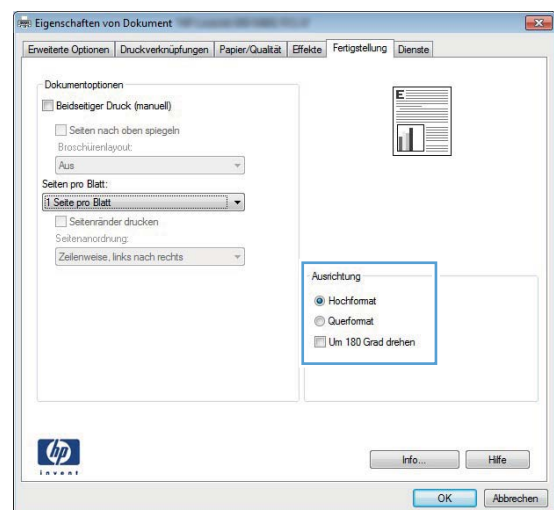 Eigenschaften von Dokument
Erweiterte Optionen Druckverknüpfungen Papier/Qualität Effekte Fertigstellung Dienste
Dokumentoptionen
Beidseitiger Druck (manuell)
Seiten nach oben spiegeln
Broschürenlayout:
Aus
Seiten pro Blatt:
1 Seite pro Blatt
Seitenränder drucken
Seitenanordnung:
Zeilenweise, links nach rechts
E
Ausrichtung
Hochformat
Querformat
Um 180 Grad drehen
hp
invent
Info... Hilfe
OK Abbrechen